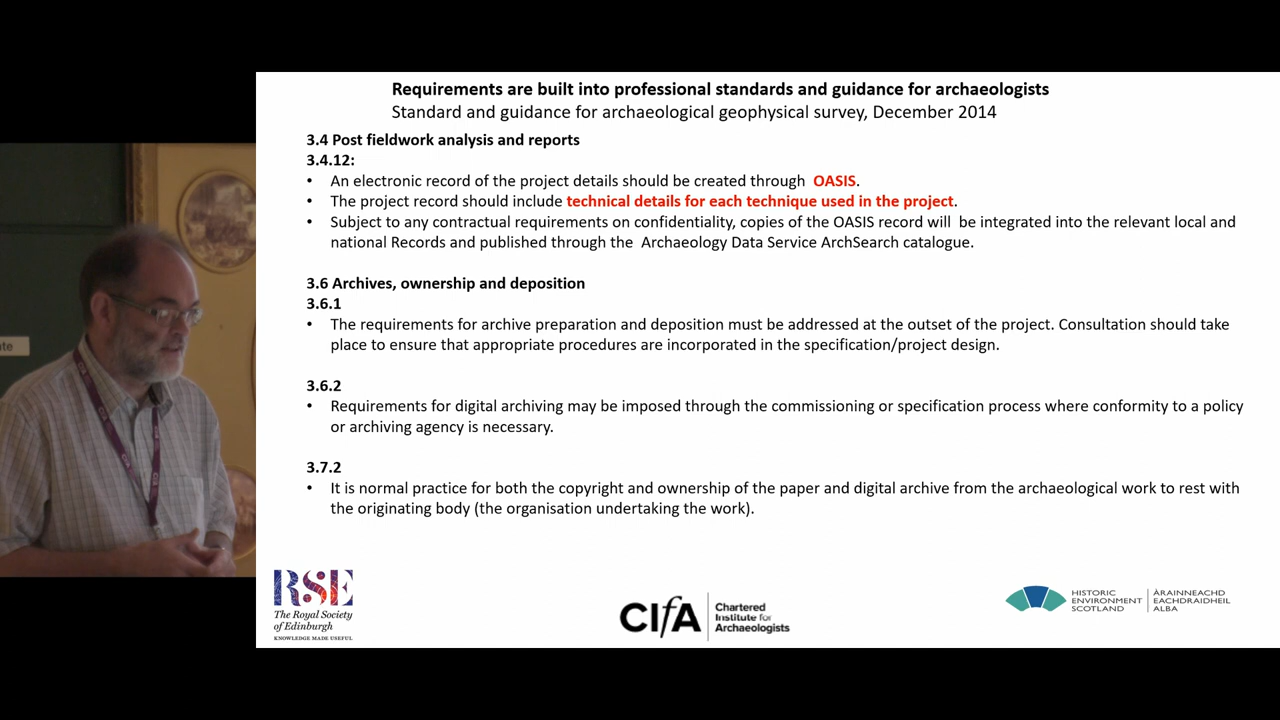 Requirements are built into professional standards and guidance for archaeologists
Standard and guidance for archaeological geophysical survey, December 2014
3.4 Post fieldwork analysis and reports
3.4.12:
• An electronic record of the project details should be created through OASIS.
• The project record should include technical details for each technique used in the project.
• Subject to any contractual requirements on confidentiality, copies of the OASIS record will be integrated into the relevant local and
national Records and published through the Archaeology Data Service ArchSearch catalogue.
3.6 Archives, ownership and deposition
3.6.1
• The requirements for archive preparation and deposition must be addressed at the outset of the project. Consultation should take
place to ensure that appropriate procedures are incorporated in the specification/project design.
3.6.2
• Requirements for digital archiving may be imposed through the commissioning or specification process where conformity to a policy
or archiving agency is necessary.
3.7.2
• It is normal practice for both the copyright and ownership of the paper and digital archive from the archaeological work to rest with
the originating body (the organisation undertaking the work).
RSE
The Royal Society
of Edinburgh
KNOWLEDGE MADE USEFUL
CIfA
Chartered
Institute for
Archaeologists
HISTORIC
ENVIRONMENT
SCOTLAND
ÀRAINNEACHD
EACHDRAIDHEIL
ALBA